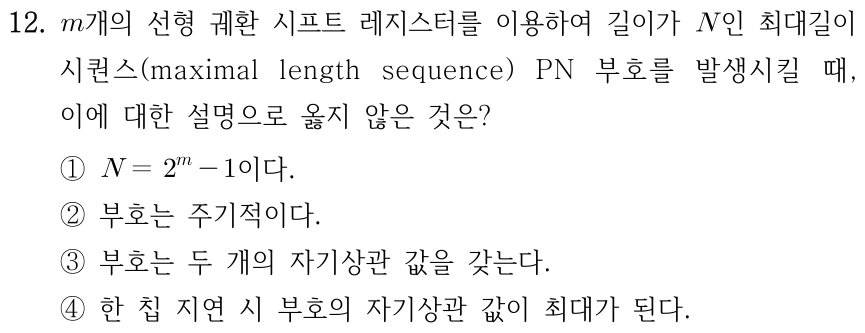 12. m개의 선형 궤환 시프트 레지스터를 이용하여 길이가 N인 최대길이
시퀀스(maximal length sequence) PN 부호를 발생시킬 때,
이에 대한 설명으로 옳지 않은 것은?
① N = 2^m − 1이다.
② 부호는 주기적이다.
③ 부호는 두 개의 자기상관 값을 갖는다.
④ 한 칩 지연 시 부호의 자기상관 값이 최대가 된다.